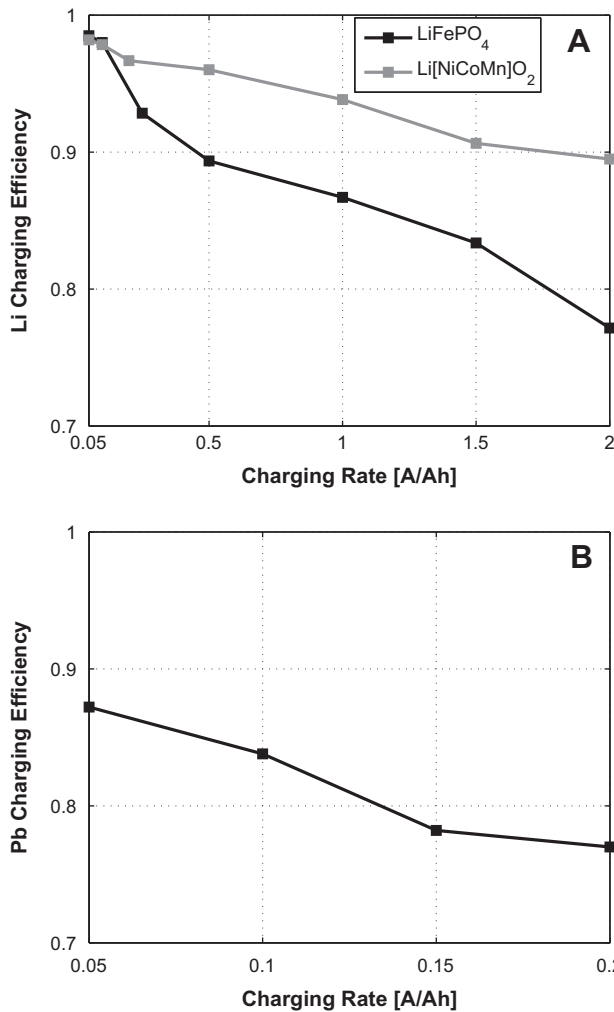 1
A
LiFePO4
Li[NiCoMn]O2
0.9
0.8
0.7
Li Charging Efficiency
0.05 0.5 1 1.5 2
Charging Rate [A/Ah]
1
B
0.9
0.8
0.7
Pb Charging Efficiency
0.05 0.1 0.15 0.2
Charging Rate [A/Ah]